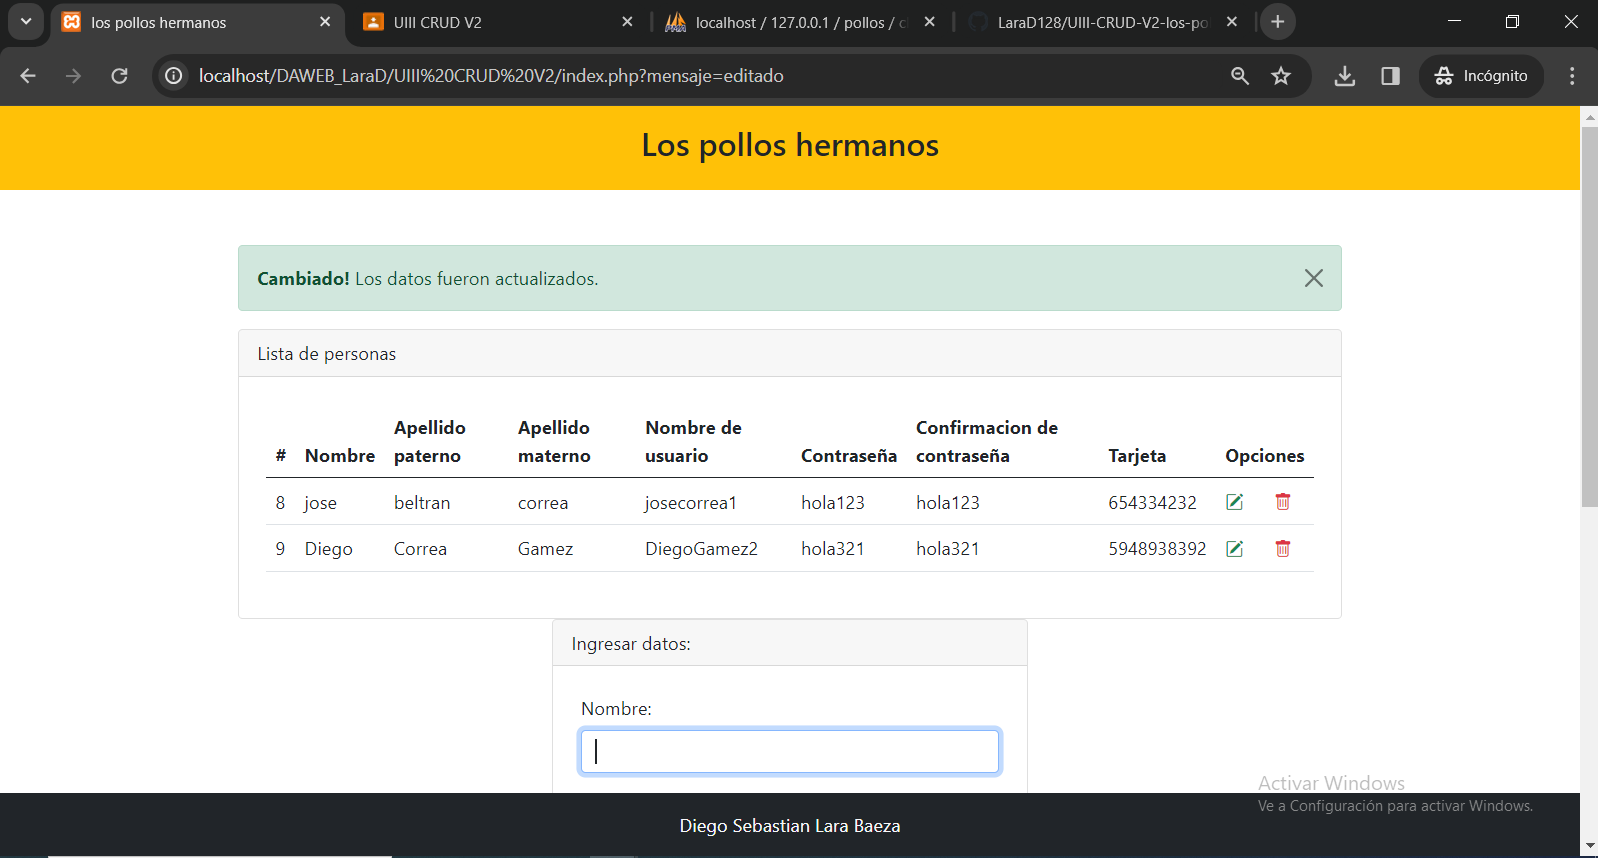 los pollos hermanos
UIII CRUD V2
localhost / 127.0.0.1 / pollos /
LaraD128/UIII-CRUD-V2-los-po
localhost/DAWEB_LaraD/UIII%20CRUD%20V2/index.php?mensaje=editado
Incógnito
Los pollos hermanos
Cambiado! Los datos fueron actualizados.
Lista de personas
# Nombre Apellido paterno Apellido materno Nombre de usuario Contraseña Confirmacion de contraseña Tarjeta Opciones
8 jose beltran correa josecorrea1 hola123 hola123 654334232
9 Diego Correa Gamez DiegoGamez2 hola321 hola321 5948938392
Ingresar datos:
Nombre:
Activar Windows
Ve a Configuración para activar Windows.
Diego Sebastian Lara Baeza